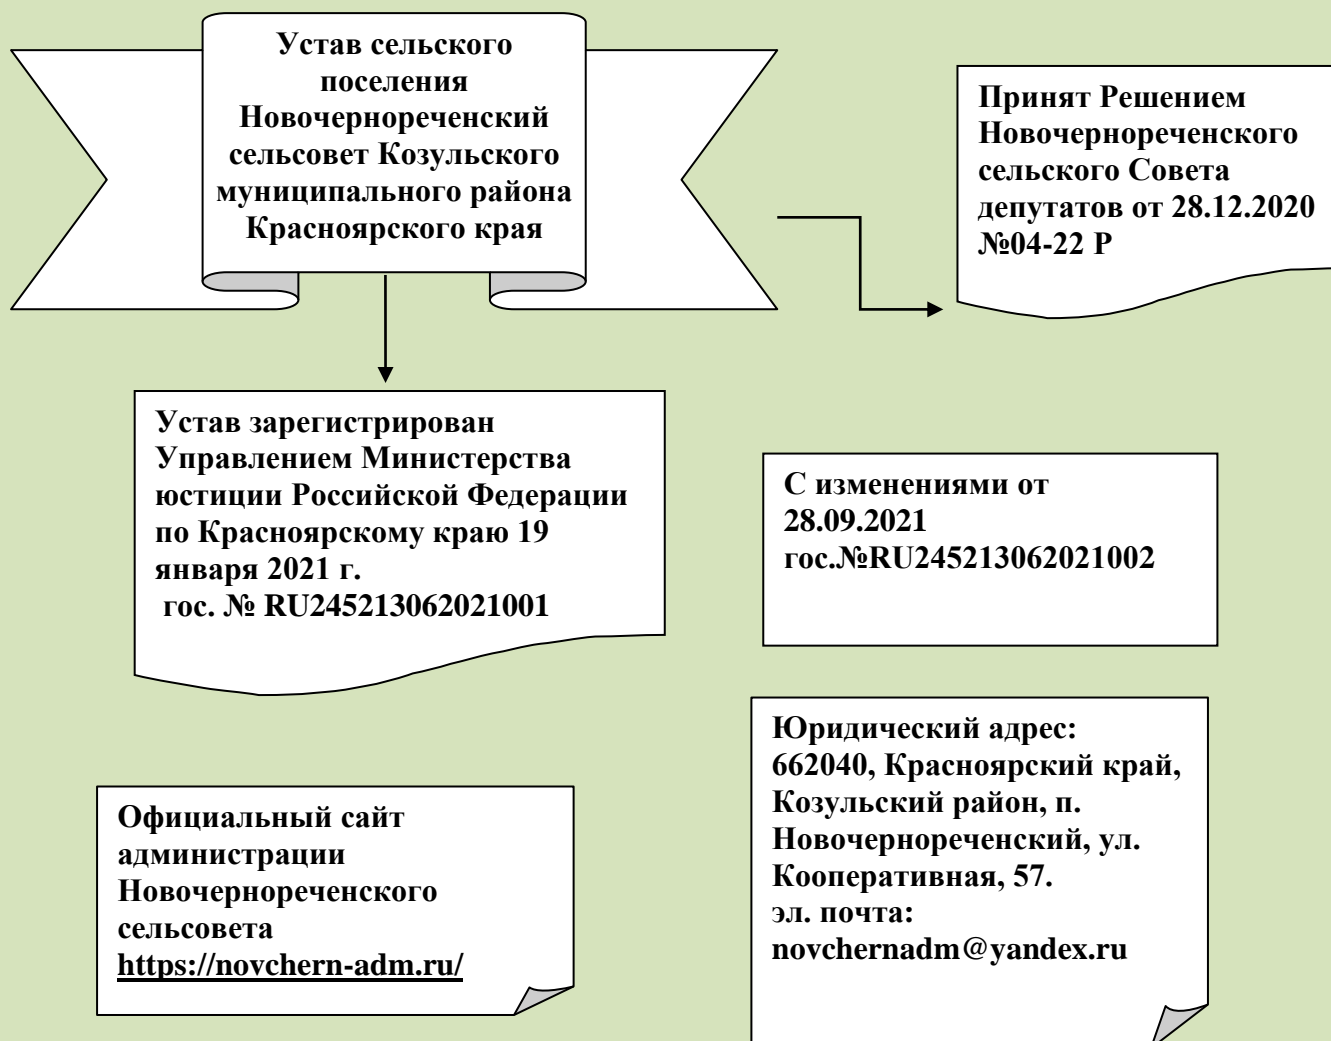 Устав сельского
поселения
Новочернореченский
сельсовет Козульского
муниципального района
Красноярского края
Принят Решением
Новочернореченского
сельского Совета
депутатов от 28.12.2020
№04-22 Р
Устав зарегистрирован
Управлением Министерства
юстиции Российской Федерации
по Красноярскому краю 19
января 2021 г.
гос. № RU245213062021001
С изменениями от
28.09.2021
гос.№RU245213062021002
Юридический адрес:
662040, Красноярский край,
Козульский район, п.
Новочернореченский, ул.
Кооперативная, 57.
эл. почта:
novchernadm@yandex.ru
Официальный сайт
администрации
Новочернореченского
сельсовета
https://novchern-adm.ru/